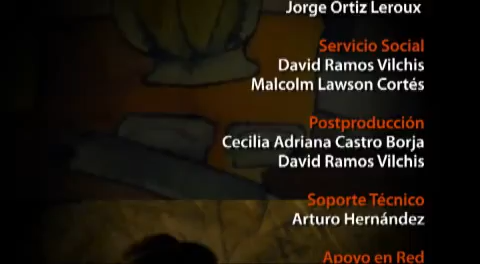 Jorge Ortiz Leroux
Servicio Social
David Ramos Vilchis
Malcolm Lawson Cortés
Postproducción
Cecilia Adriana Castro Borja
David Ramos Vilchis
Soporte Técnico
Arturo Hernández
Apoyo en Red